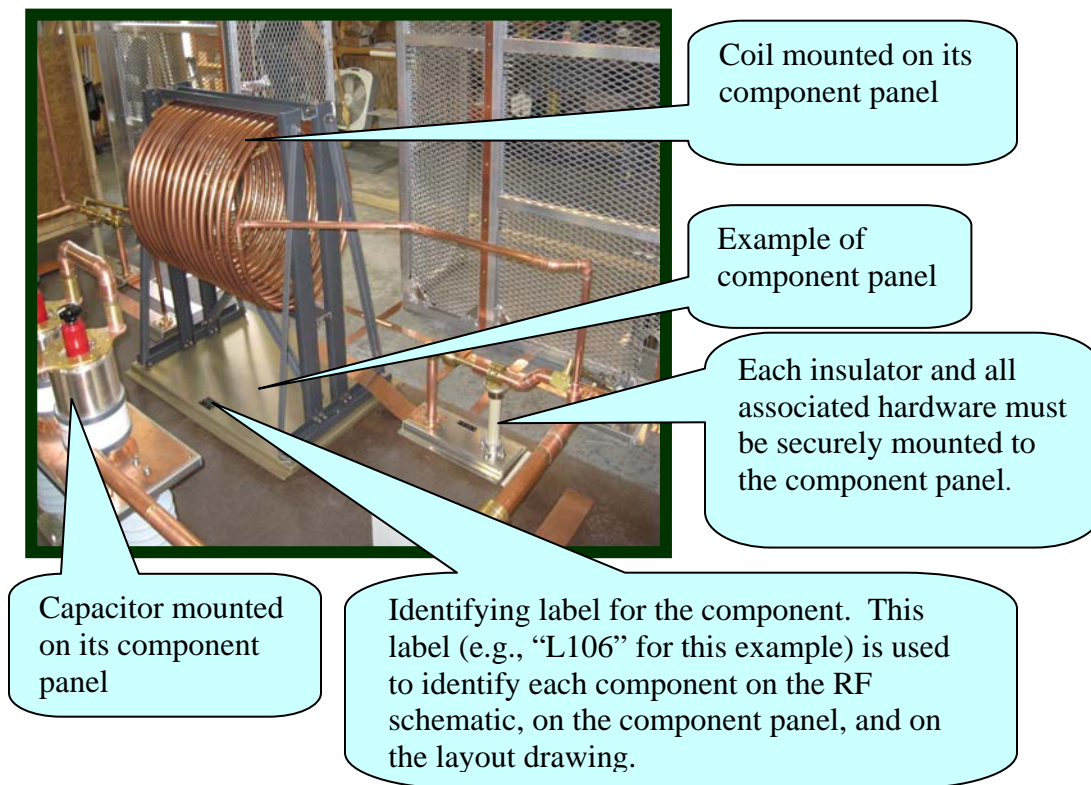 Coil mounted on its
component panel
Example of
component panel
Each insulator and all
associated hardware must
be securely mounted to
the component panel.
Capacitor mounted
on its component
panel
Identifying label for the component.  This
label (e.g., “L106” for this example) is used
to identify each component on the RF
schematic, on the component panel, and on
the layout drawing.